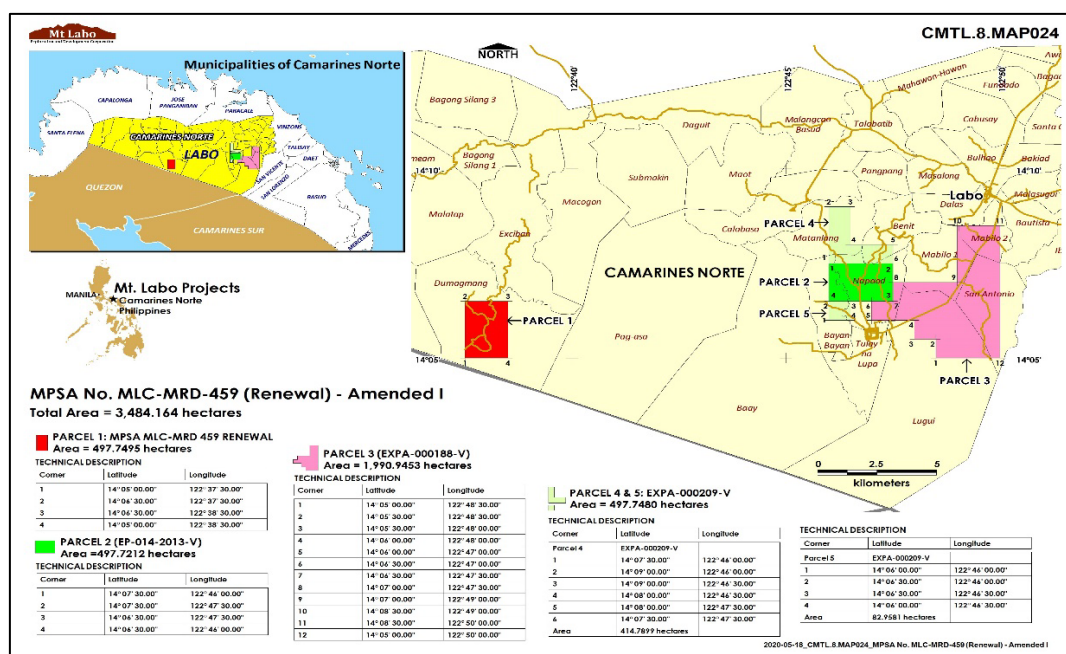 Mt Labo
Exploration and Development Corporation
CMTL.8.MAP024
Municipalities of Camarines Norte
CAPALONGA
JOSE PANGANIBAN
PARACALE
SANTA ELENA
CAMARINES NORTE
VINZONS
LABO
TALISAY
DAET
SAN VICENTE
SAN LORENZO
BASUD
QUEZON
CAMARINES SUR
MERCEDES
MANILA
Mt. Labo Projects
Camarines Norte
Philippines
NORTH
122°40'
122°45'
122°50'
Bagong Silang 3
Mahawan-Hawan
Fundado
Daguit
Malangcao Basud
Talobatib
Cabusay
Santa C
Bagong Silang 1
14°10'
Submakin
Maot
Pangpang
Bulhao
Bakiad
Masalong
14°10'
Malatap
Macogon
Labo
Malasugui
Dalas
Bautista
Exciban
Calabasa
PARCEL 4
Matanlang
Benit
Mabilo 1
Mabilo 2
CAMARINES NORTE
PARCEL 2
Napaod
Dumagmang
San Antonio
PARCEL 1
PARCEL 5
Pag-asa
Bayan-Bayan
Tulay na Lupa
14°05'
14°05'
PARCEL 3
Baay
Lugui
0 2.5 5
kilometers
MPSA No. MLC-MRD-459 (Renewal) - Amended I
Total Area = 3,484.164 hectares
PARCEL 1: MPSA MLC-MRD 459 RENEWAL
Area = 497.7495 hectares
TECHNICAL DESCRIPTION
Corner Latitude Longitude
1 14°05'00.00" 122°37'30.00"
2 14°06'30.00" 122°37'30.00"
3 14°06'30.00" 122°38'30.00"
4 14°05'00.00" 122°38'30.00"
PARCEL 2 (EP-014-2013-V)
Area =497.7212 hectares
TECHNICAL DESCRIPTION
Corner Latitude Longitude
1 14°07'30.00" 122°46'00.00"
2 14°07'30.00" 122°47'30.00"
3 14°06'30.00" 122°47'30.00"
4 14°06'30.00" 122°46'00.00"
PARCEL 3 (EXPA-000188-V)
Area = 1,990.9453 hectares
TECHNICAL DESCRIPTION
Corner Latitude Longitude
1 14°05'00.00" 122°48'30.00"
2 14°05'30.00" 122°48'30.00"
3 14°05'30.00" 122°48'00.00"
4 14°06'00.00" 122°48'00.00"
5 14°06'00.00" 122°47'00.00"
6 14°06'30.00" 122°47'00.00"
7 14°06'30.00" 122°47'30.00"
8 14°07'00.00" 122°47'30.00"
9 14°07'00.00" 122°49'00.00"
10 14°08'30.00" 122°49'00.00"
11 14°08'30.00" 122°50'00.00"
12 14°05'00.00" 122°50'00.00"
PARCEL 4 & 5: EXPA-000209-V
Area = 497.7480 hectares
TECHNICAL DESCRIPTION
Corner Latitude Longitude
Parcel 4 EXPA-000209-V
1 14°07'30.00" 122°46'00.00"
2 14°09'00.00" 122°46'00.00"
3 14°09'00.00" 122°46'30.00"
4 14°08'00.00" 122°46'30.00"
5 14°08'00.00" 122°47'30.00"
6 14°07'30.00" 122°47'30.00"
Area 414.7899 hectares
TECHNICAL DESCRIPTION
Corner Latitude Longitude
Parcel 5 EXPA-000209-V
1 14°06'00.00" 122°46'00.00"
2 14°06'30.00" 122°46'00.00"
3 14°06'30.00" 122°46'30.00"
4 14°06'00.00" 122°46'30.00"
Area 82.9581 hectares
2020-05-18_CMTL.8.MAP024_MPSA No. MLC-MRD-459 (Renewal) - Amended I